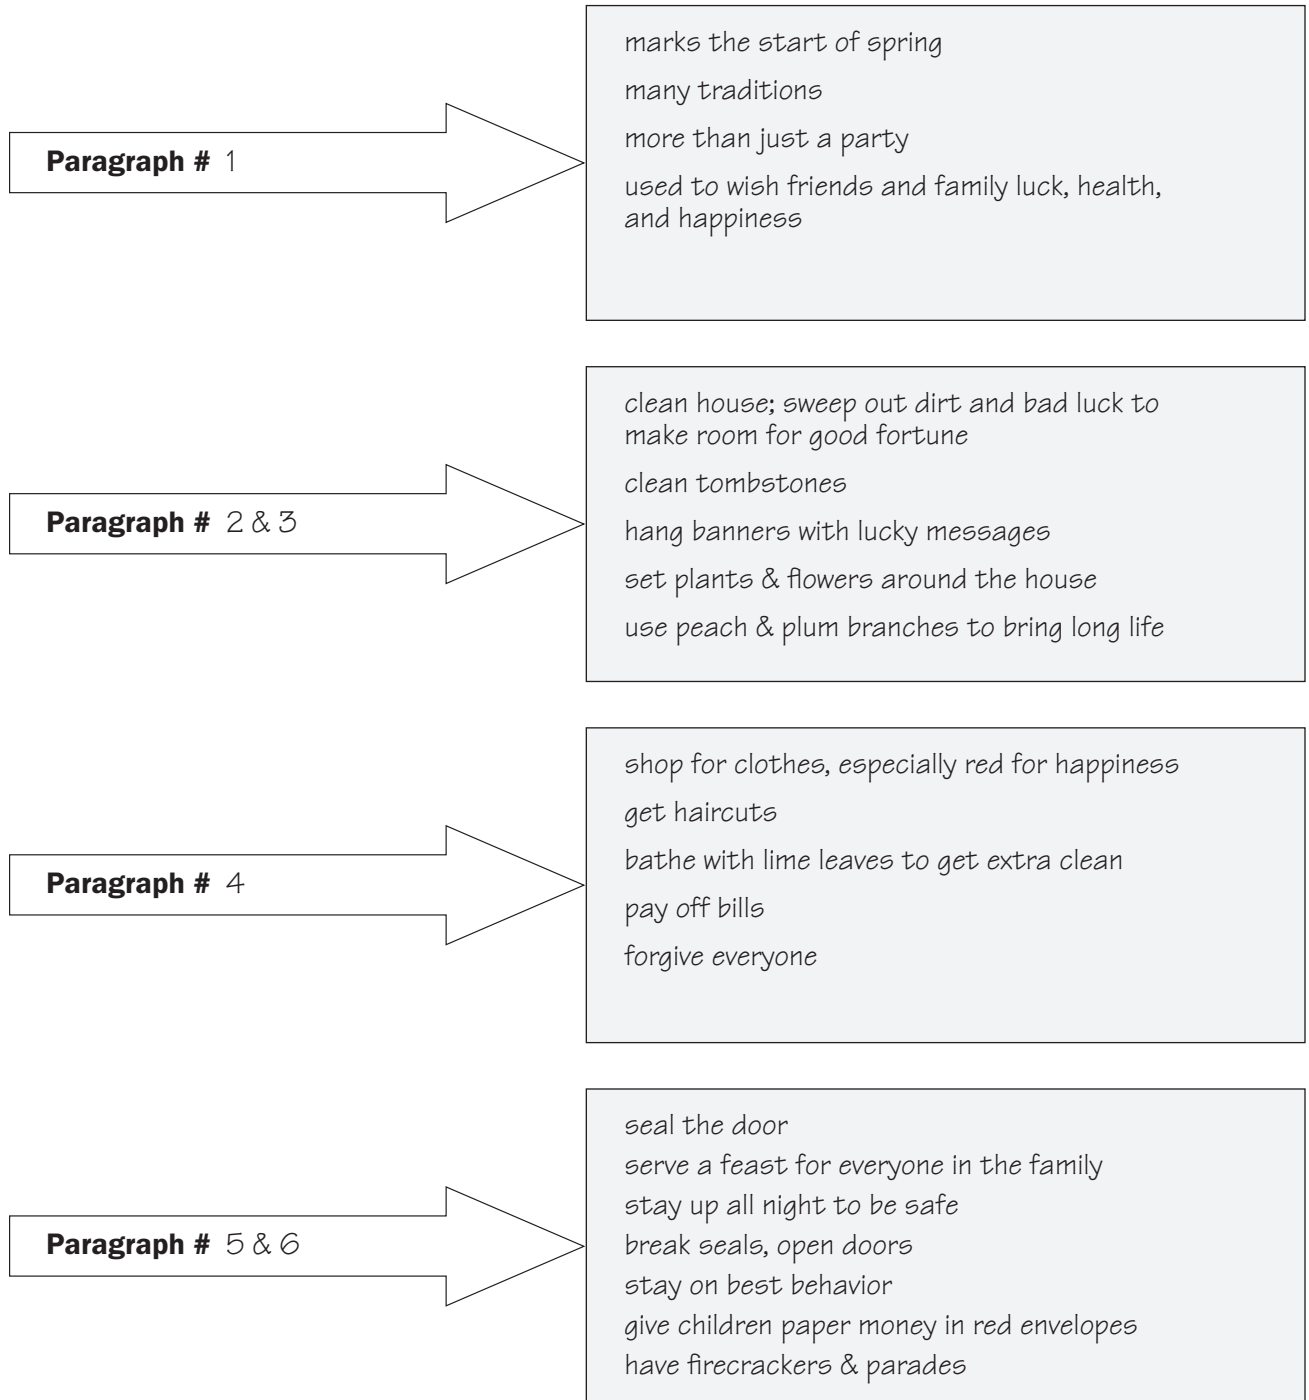 Paragraph # 1
marks the start of spring
many traditions
more than just a party
used to wish friends and family luck, health,
and happiness
Paragraph # 2 & 3
clean house; sweep out dirt and bad luck to
make room for good fortune
clean tombstones
hang banners with lucky messages
set plants & flowers around the house
use peach & plum branches to bring long life
Paragraph # 4
shop for clothes, especially red for happiness
get haircuts
bathe with lime leaves to get extra clean
pay off bills
forgive everyone
Paragraph # 5 & 6
seal the door
serve a feast for everyone in the family
stay up all night to be safe
break seals, open doors
stay on best behavior
give children paper money in red envelopes
have firecrackers & parades